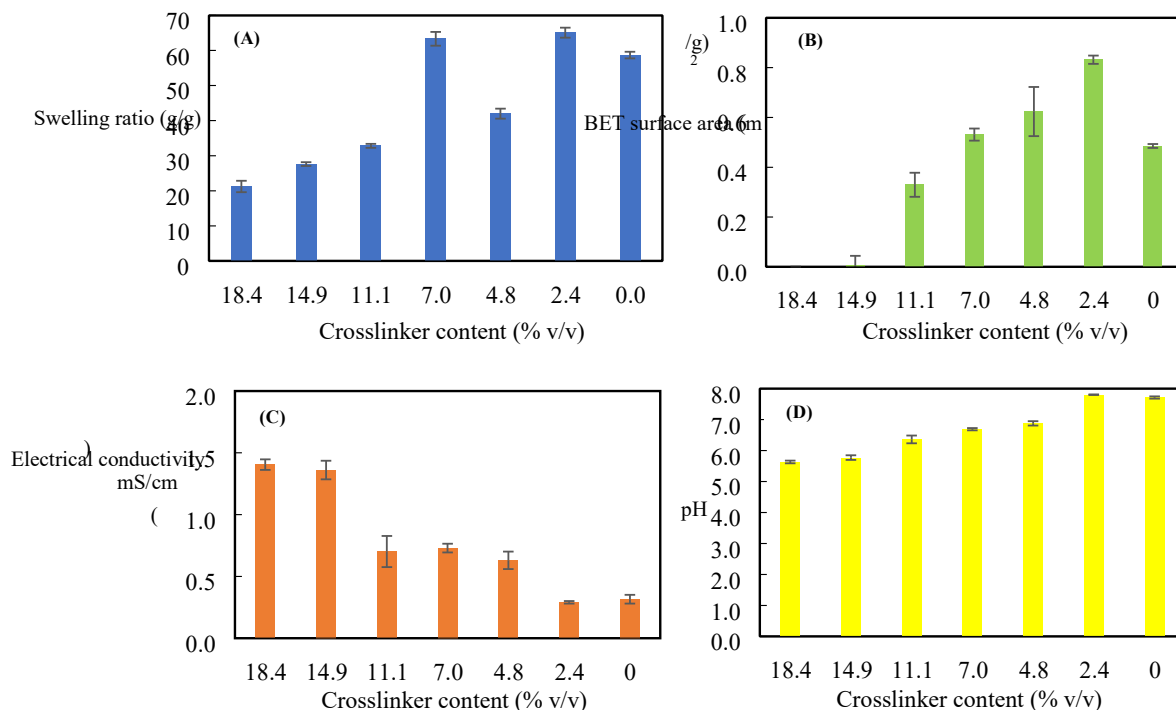 (A)
Swelling ratio (g/g)
70
60
50
40
30
20
10
0
18.4 14.9 11.1 7.0 4.8 2.4 0.0
Crosslinker content (% v/v)
(B)
BET surface area (m
2
/g)
1.0
0.8
0.6
0.4
0.2
0.0
18.4 14.9 11.1 7.0 4.8 2.4 0
Crosslinker content (% v/v)
(C)
)
Electrical conductivity
mS/cm
(
2.0
1.5
1.0
0.5
0.0
18.4 14.9 11.1 7.0 4.8 2.4 0
Crosslinker content (% v/v)
(D)
pH
8.0
7.0
6.0
5.0
4.0
3.0
2.0
1.0
0.0
18.4 14.9 11.1 7.0 4.8 2.4 0
Crosslinker content (% v/v)